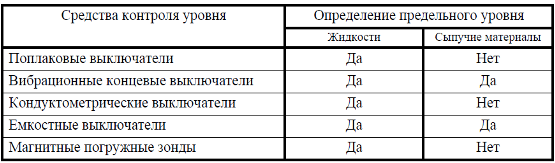 Средства контроля уровня Определение предельного уровня
Жидкости Сыпучие материалы
Поплаковые выключатели Да Нет
Вибрационные концевые выключатели Да Да
Кондуктометрические выключатели Да Нет
Емкостные выключатели Да Да
Магнитные погружные зонды Да Нет